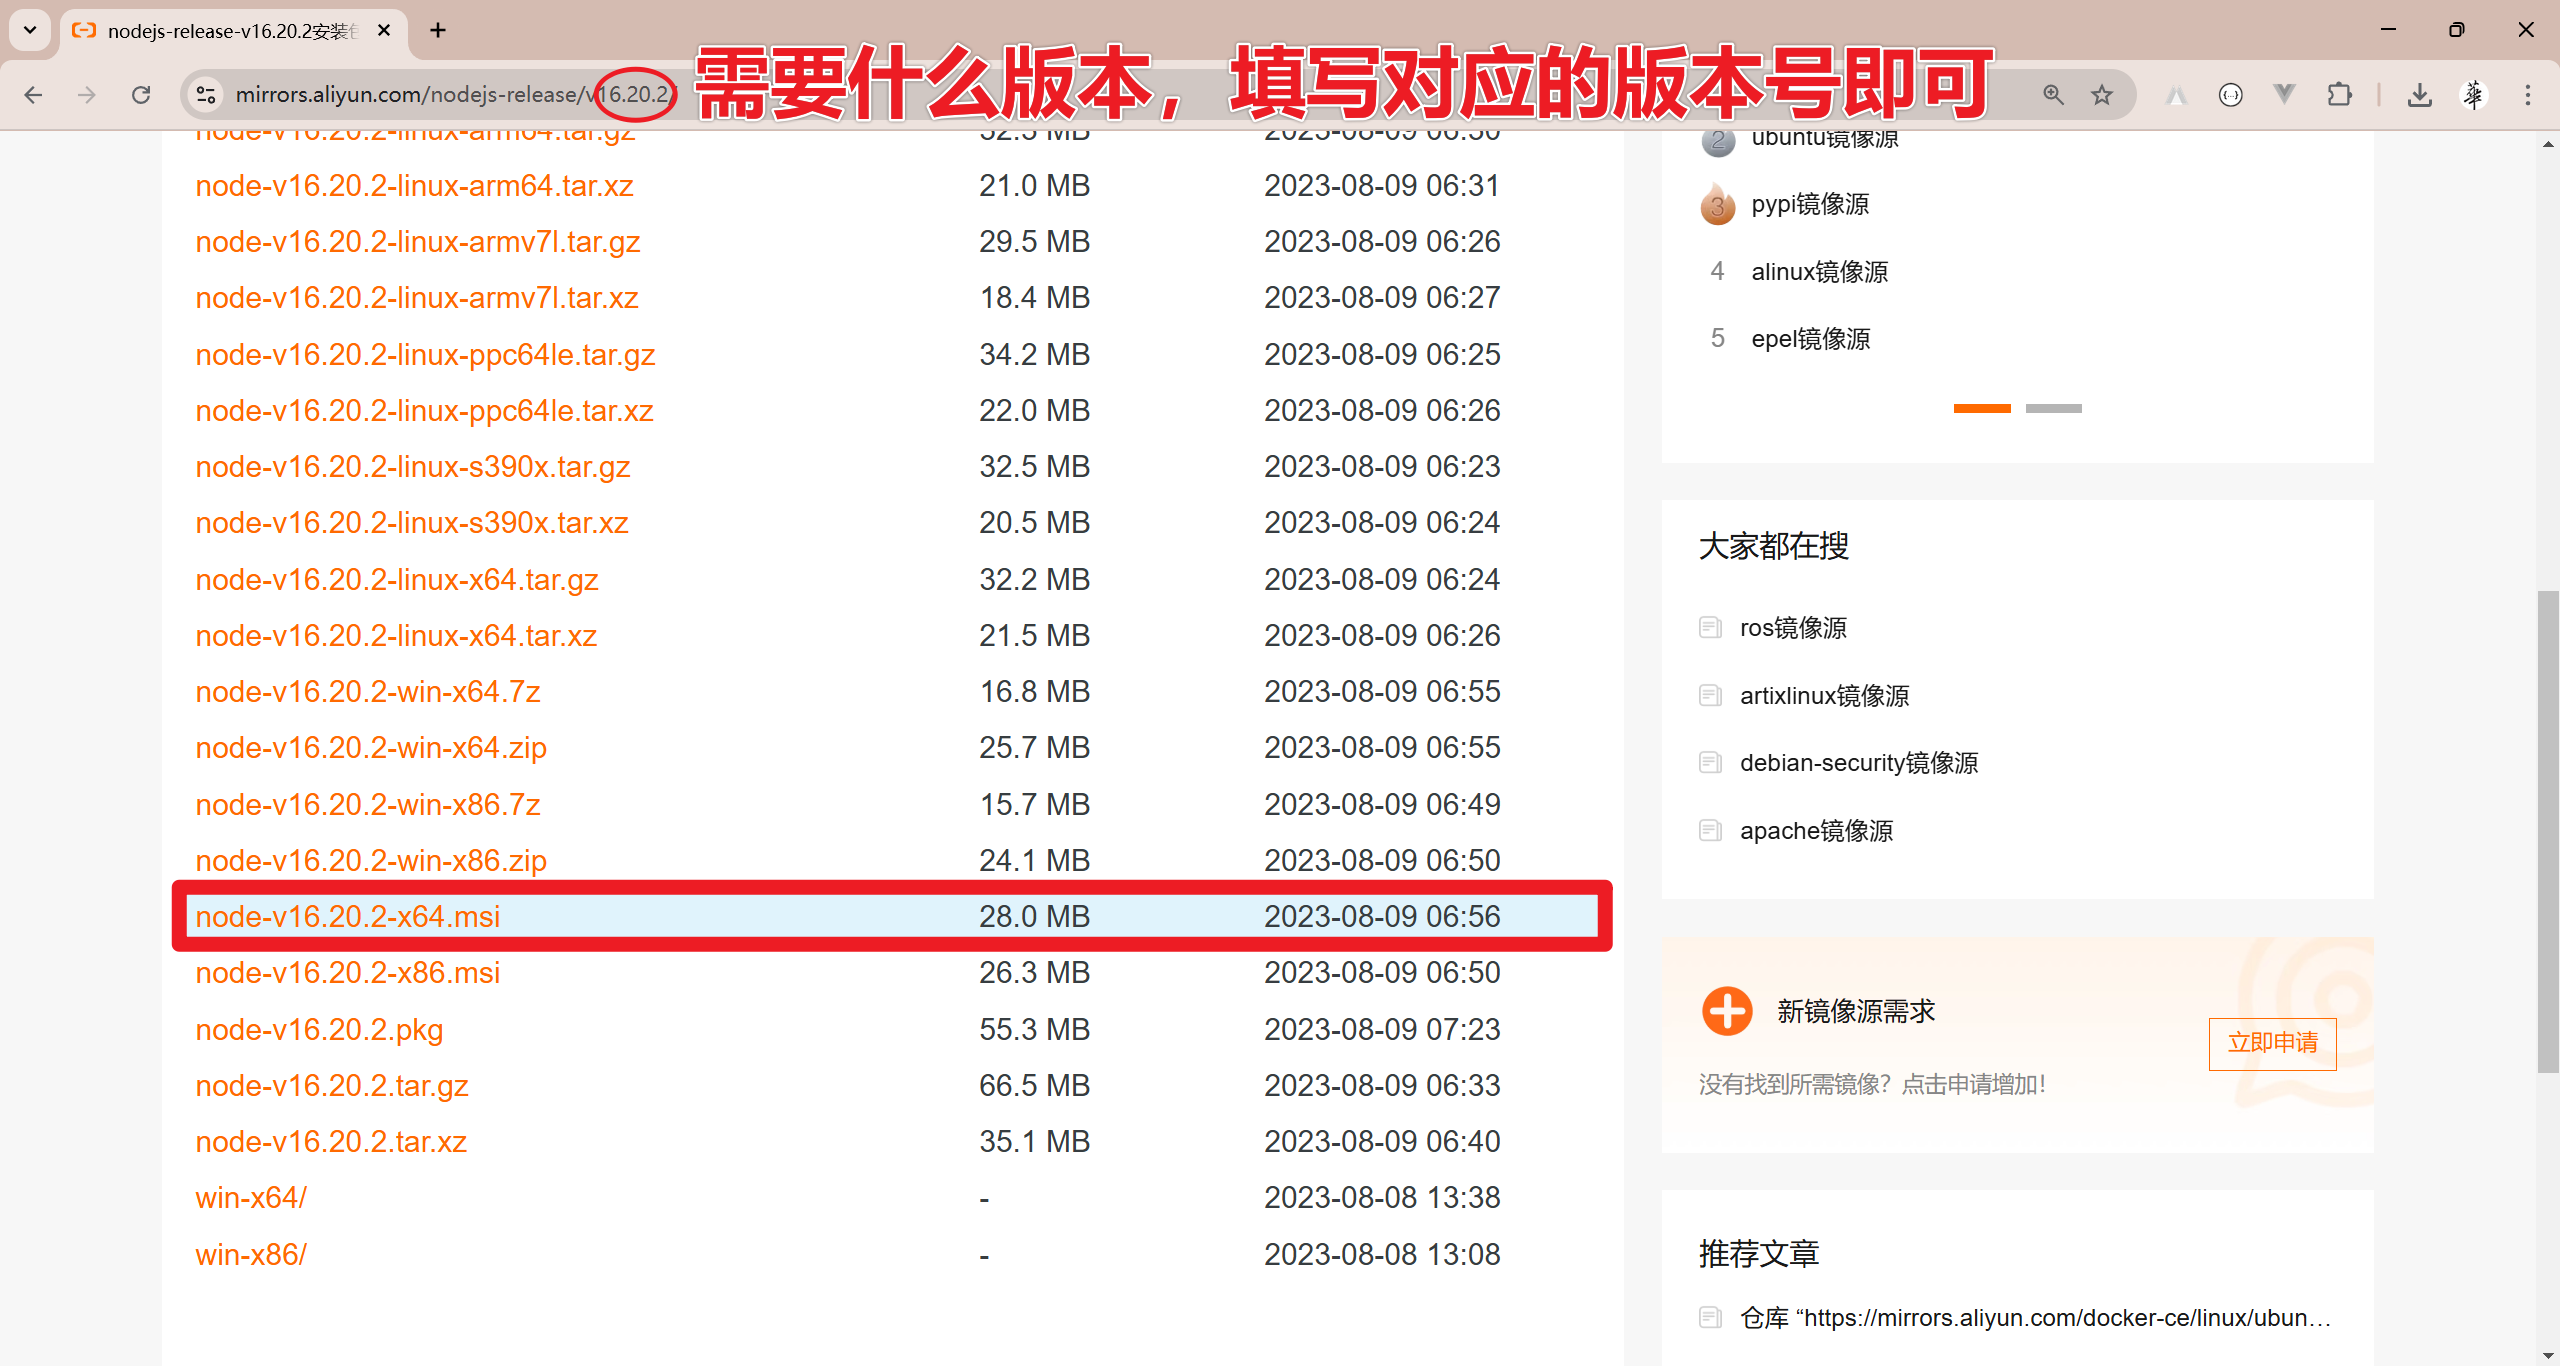 nodejs-release-v16.20.2安装包
mirrors.aliyun.com/nodejs-release/v16.20.2/
需要什么版本，填写对应的版本号即可
node-v16.20.2-linux-arm64.tar.gz 32.3 MB 2023-08-09 06:30
node-v16.20.2-linux-arm64.tar.xz 21.0 MB 2023-08-09 06:31
node-v16.20.2-linux-armv7l.tar.gz 29.5 MB 2023-08-09 06:26
node-v16.20.2-linux-armv7l.tar.xz 18.4 MB 2023-08-09 06:27
node-v16.20.2-linux-ppc64le.tar.gz 34.2 MB 2023-08-09 06:25
node-v16.20.2-linux-ppc64le.tar.xz 22.0 MB 2023-08-09 06:26
node-v16.20.2-linux-s390x.tar.gz 32.5 MB 2023-08-09 06:23
node-v16.20.2-linux-s390x.tar.xz 20.5 MB 2023-08-09 06:24
node-v16.20.2-linux-x64.tar.gz 32.2 MB 2023-08-09 06:24
node-v16.20.2-linux-x64.tar.xz 21.5 MB 2023-08-09 06:26
node-v16.20.2-win-x64.7z 16.8 MB 2023-08-09 06:55
node-v16.20.2-win-x64.zip 25.7 MB 2023-08-09 06:55
node-v16.20.2-win-x86.7z 15.7 MB 2023-08-09 06:49
node-v16.20.2-win-x86.zip 24.1 MB 2023-08-09 06:50
node-v16.20.2-x64.msi 28.0 MB 2023-08-09 06:56
node-v16.20.2-x86.msi 26.3 MB 2023-08-09 06:50
node-v16.20.2.pkg 55.3 MB 2023-08-09 07:23
node-v16.20.2.tar.gz 66.5 MB 2023-08-09 06:33
node-v16.20.2.tar.xz 35.1 MB 2023-08-09 06:40
win-x64/ - 2023-08-08 13:38
win-x86/ - 2023-08-08 13:08
2 ubuntu镜像源
3 pypi镜像源
4 alinux镜像源
5 epel镜像源
大家都在搜
ros镜像源
artixlinux镜像源
debian-security镜像源
apache镜像源
新镜像源需求
没有找到所需镜像？点击申请增加！
立即申请
推荐文章
仓库 “https://mirrors.aliyun.com/docker-ce/linux/ubun…